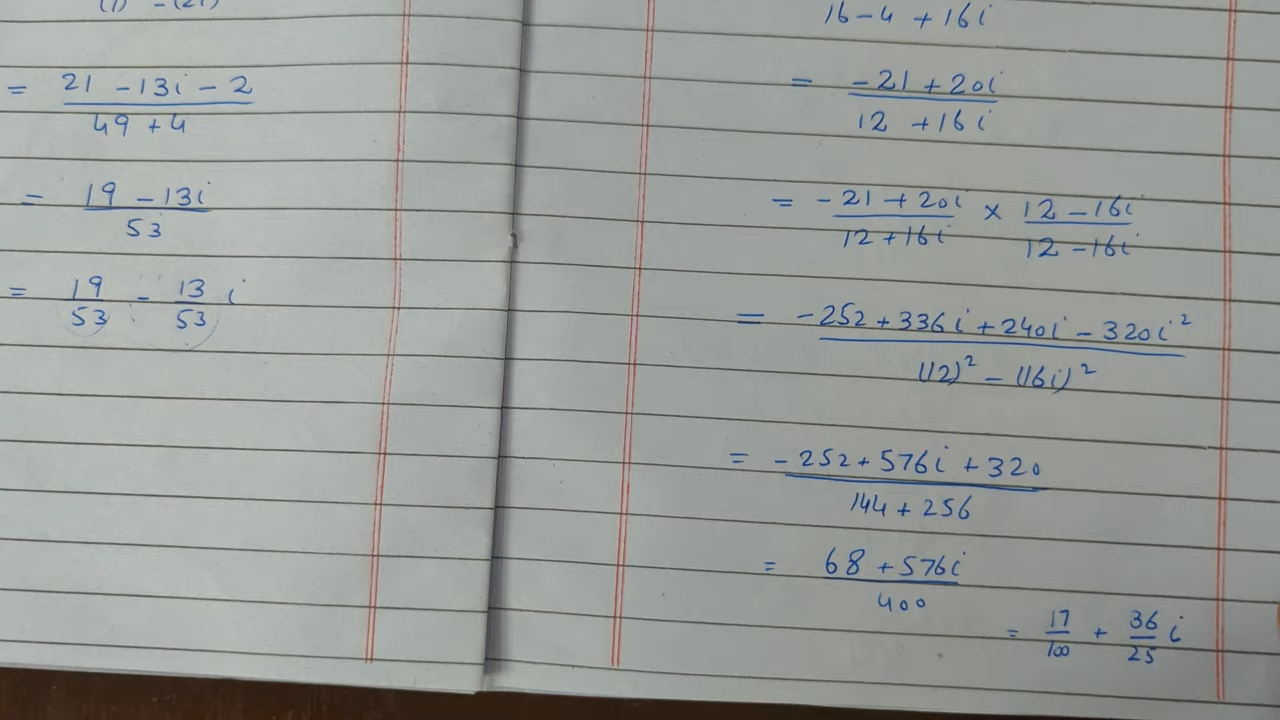 (7) - (2i)
= 21 - 13i - 2
49 + 4
= 19 - 13i
53
= 19/53 - 13/53 i
16 - 4 + 16i
= -21 + 20i
12 + 16i
= -21 + 20i / 12 + 16i × 12 - 16i / 12 - 16i
= -252 + 336i + 240i - 320i²
(12)² - (16i)²
= -252 + 576i + 320
144 + 256
= 68 + 576i
400
= 17/100 + 36/25 i